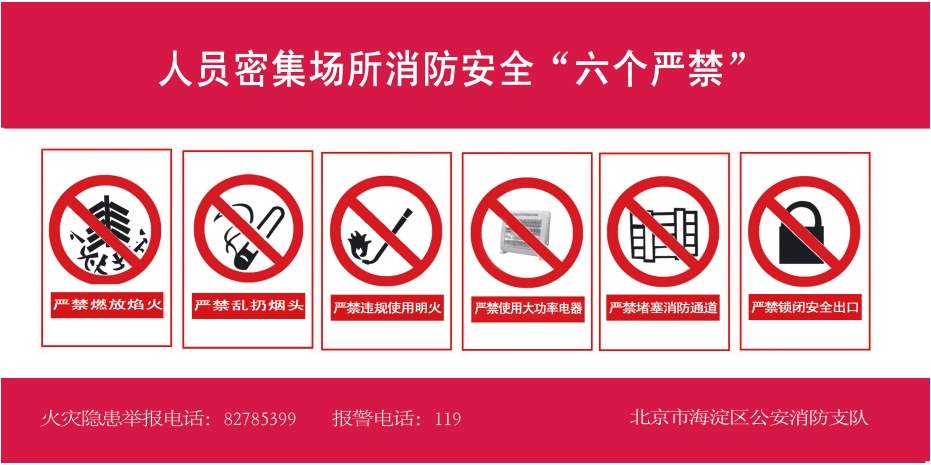 人员密集场所消防安全“六个严禁”
严禁燃放焰火
严禁乱扔烟头
严禁违规使用明火
严禁使用大功率电器
严禁堵塞消防通道
严禁锁闭安全出口
火灾隐患举报电话：82785399 报警电话：119 北京市海淀区公安消防支队